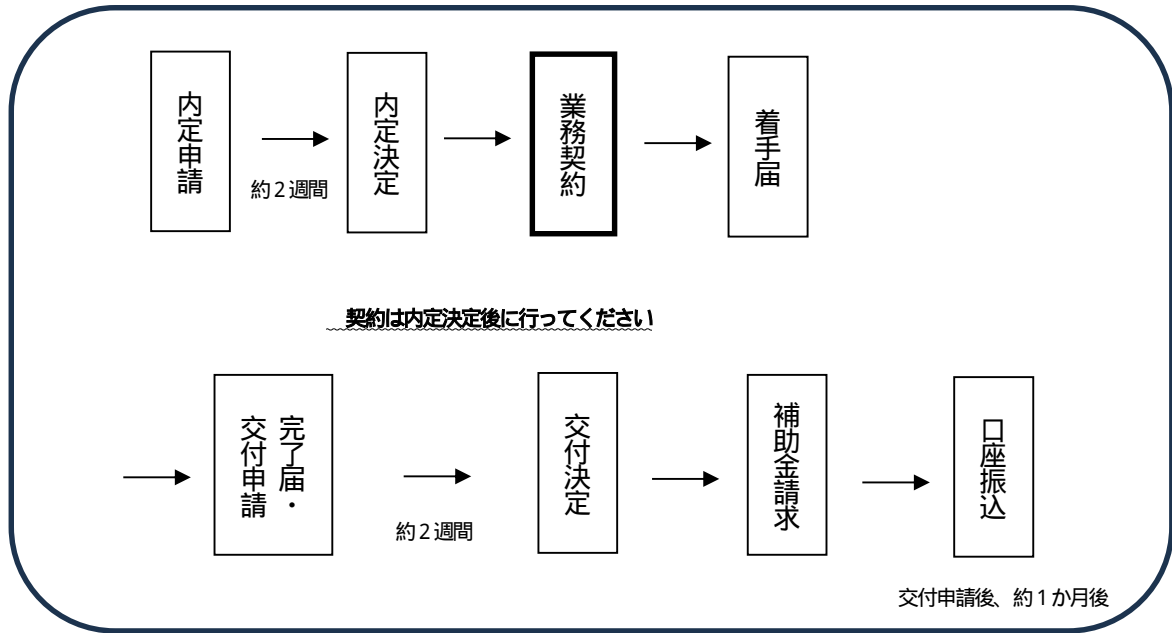 内定申請
約2週間
内定決定
業務契約
着手届
契約は内定決定後に行ってください
完了届・
交付申請
約2週間
交付決定
補助金請求
口座振込
交付申請後、約1か月後